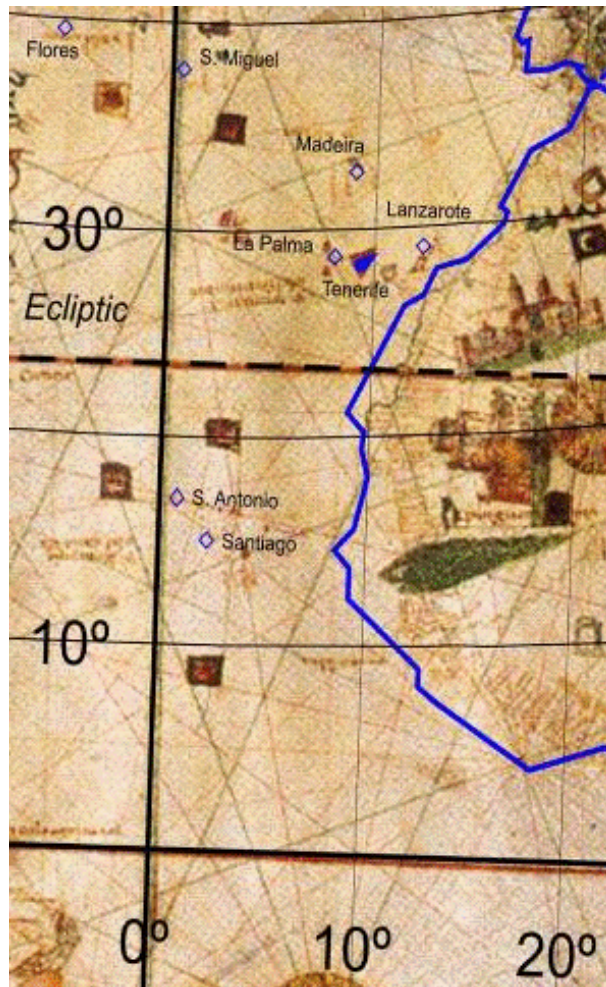 Flores
S. Miguel
Madeira
Lanzarote
30º
La Palma
Tenerife
Ecliptic
S. Antonio
Santiago
10º
0º
10º
20º